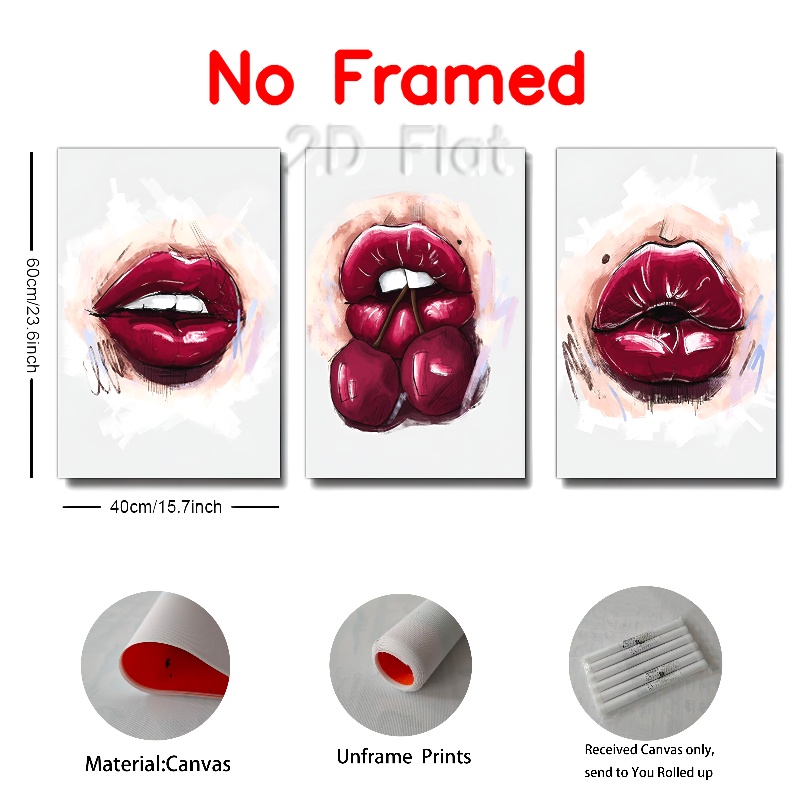 No Framed
2D Flat
60cm/23.6inch
40cm/15.7inch
Material:Canvas
Unframe Prints
Received Canvas only,
send to You Rolled up